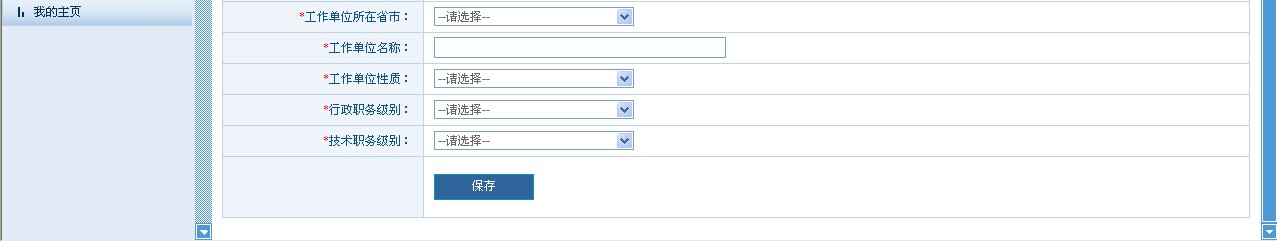 我的主页
*工作单位所在省市： --请选择--
*工作单位名称：
*工作单位性质： --请选择--
*行政职务级别： --请选择--
*技术职务级别： --请选择--
保存